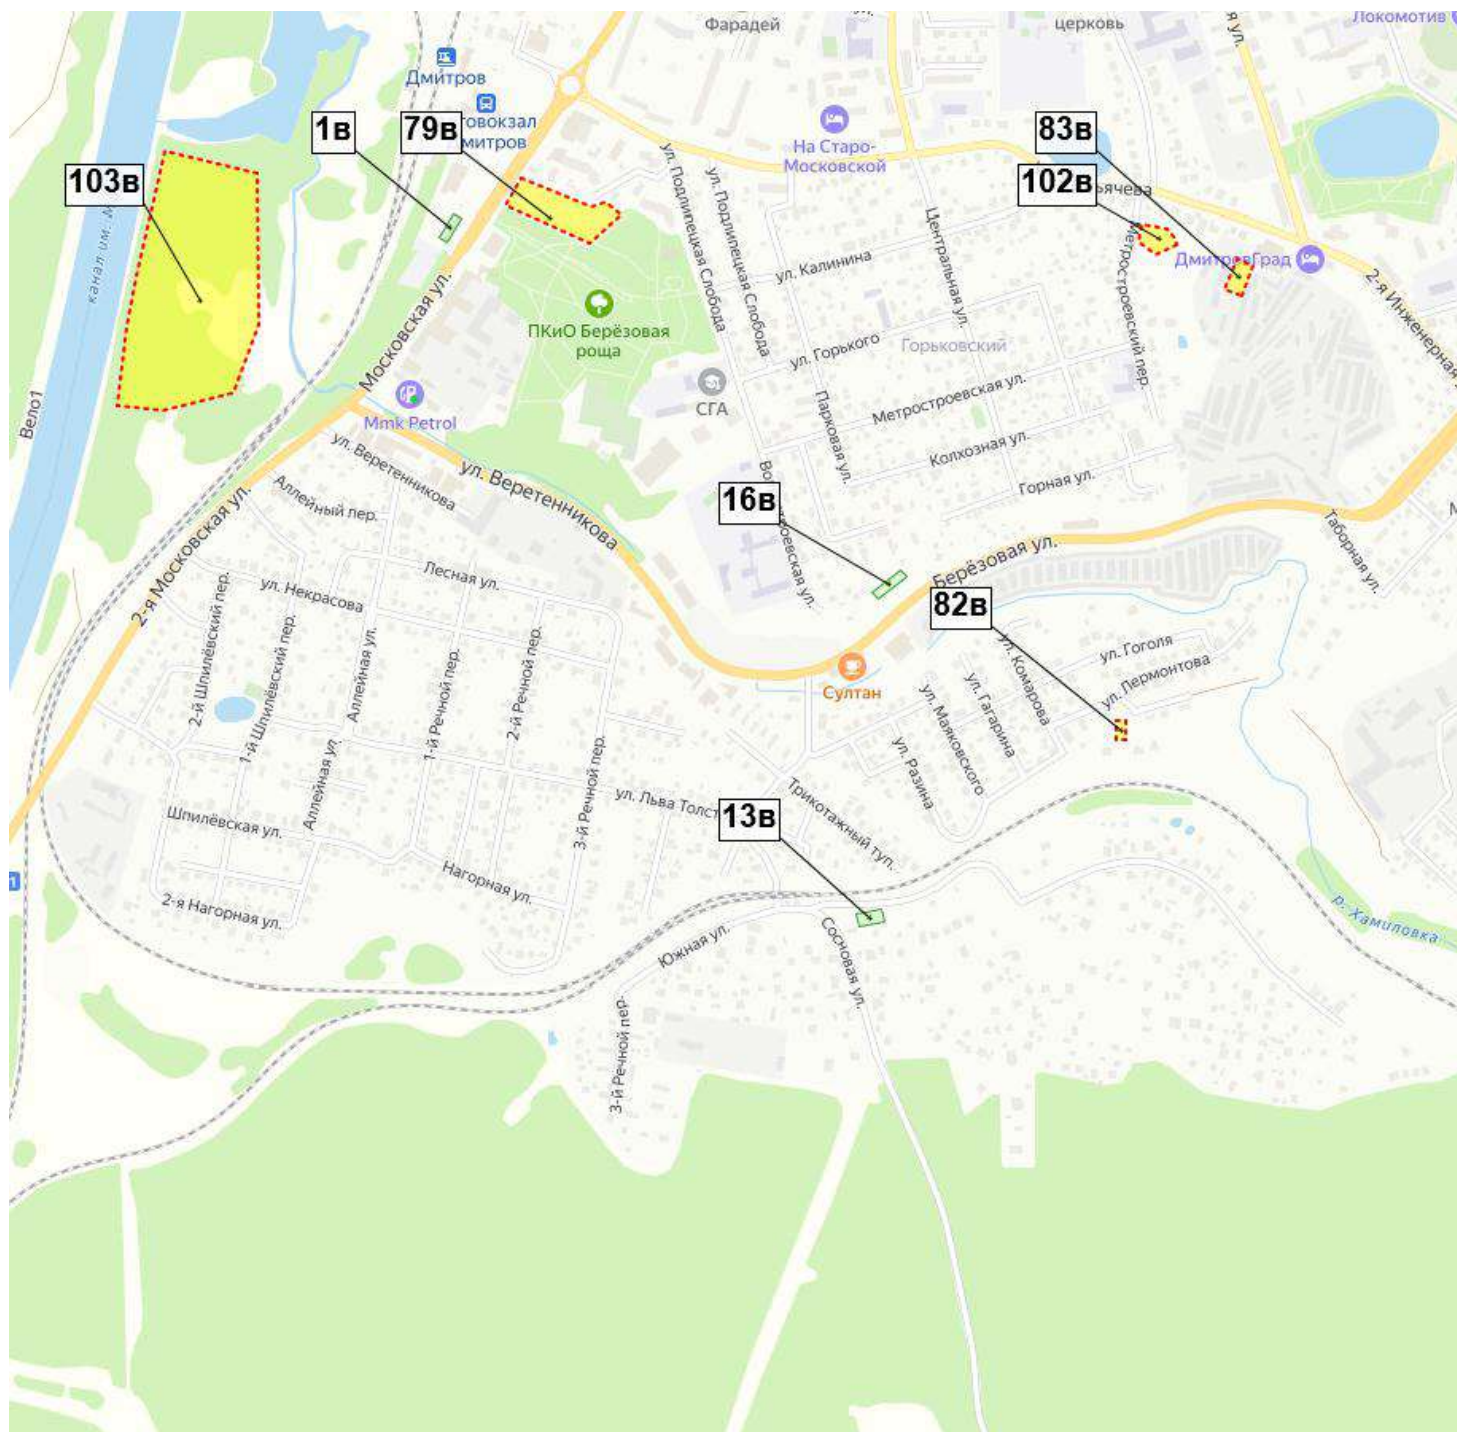 Фарадей
ул.
церковь
я ул.
Локомотив
Дмитров
1в
79в
товокзал
митров
На Старо-
Московской
83в
103в
102в
ьячева
канал им. М
ул. Подлипецкая Слобода
ул. Подлипецкая Слобода
Центральная ул.
Метростроевский пер.
ул. Калинина
ДмитровГрад
2-я Инженерная у
Московская ул.
ПКиО Берёзовая
роща
ул. Горького
Горьковский
Вело1
Mmk Petrol
СГА
Метростроевская ул.
Парковая ул.
Колхозная ул.
Горная ул.
ул. Веретенникова
ул. Веретенникова
Аллейный пер.
16в
Во
троевская ул.
Берёзовая ул.
Таборная ул.
2-я Московская ул.
Лесная ул.
ул. Некрасова
82в
2-й Шпилёвский пер.
1-й Шпилёвский пер.
Аллейная ул.
1-й Речной пер.
2-й Речной пер.
Султан
ул. Комарова
ул. Гоголя
ул. Лермонтова
ул. Гагарина
ул. Маяковского
ул. Разина
Аллейная ул.
3-й Речной пер.
ул. Льва Толст
Трикотажный туп.
13в
Шпилёвская ул.
Нагорная ул.
2-я Нагорная ул.
Южная ул.
Сосновая ул.
р. Хамиловка
3-й Речной пер.